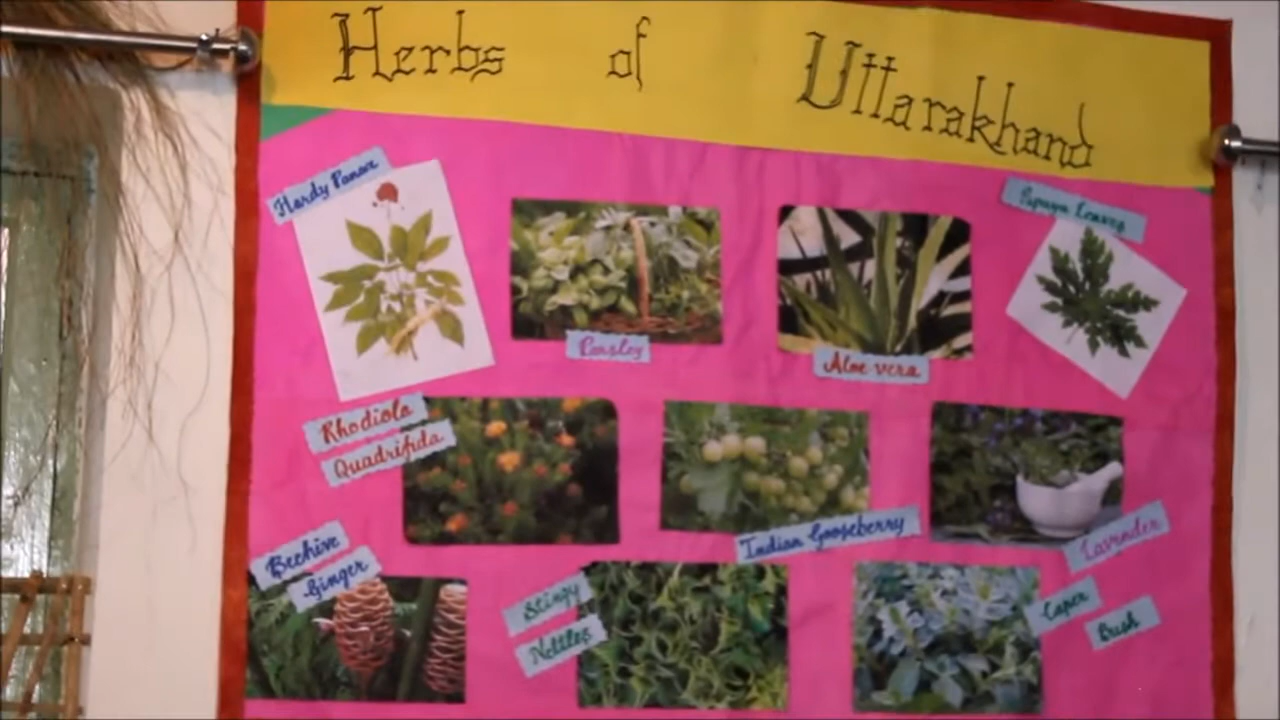 Herbs of Uttarakhand
Hardy Panax
Parsley
Aloe vera
Papaya Leaves
Rhodiola
Quadrifida
Indian Gooseberry
Lavender
Beehive
Ginger
Stingy
Nettles
Caper
Bush